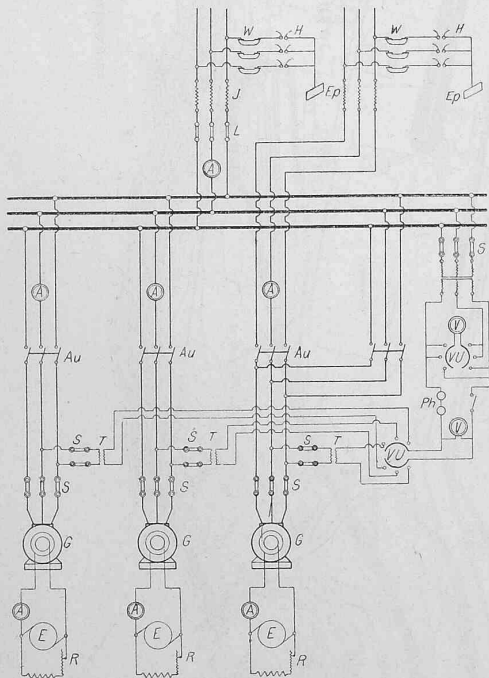 W H W H
J Ep Ep
L
A
S
A A A
V
VU
Au Au Au
Ph
V
S T S T S T
VU
S S S
G G G
A A A
E E E
R R R